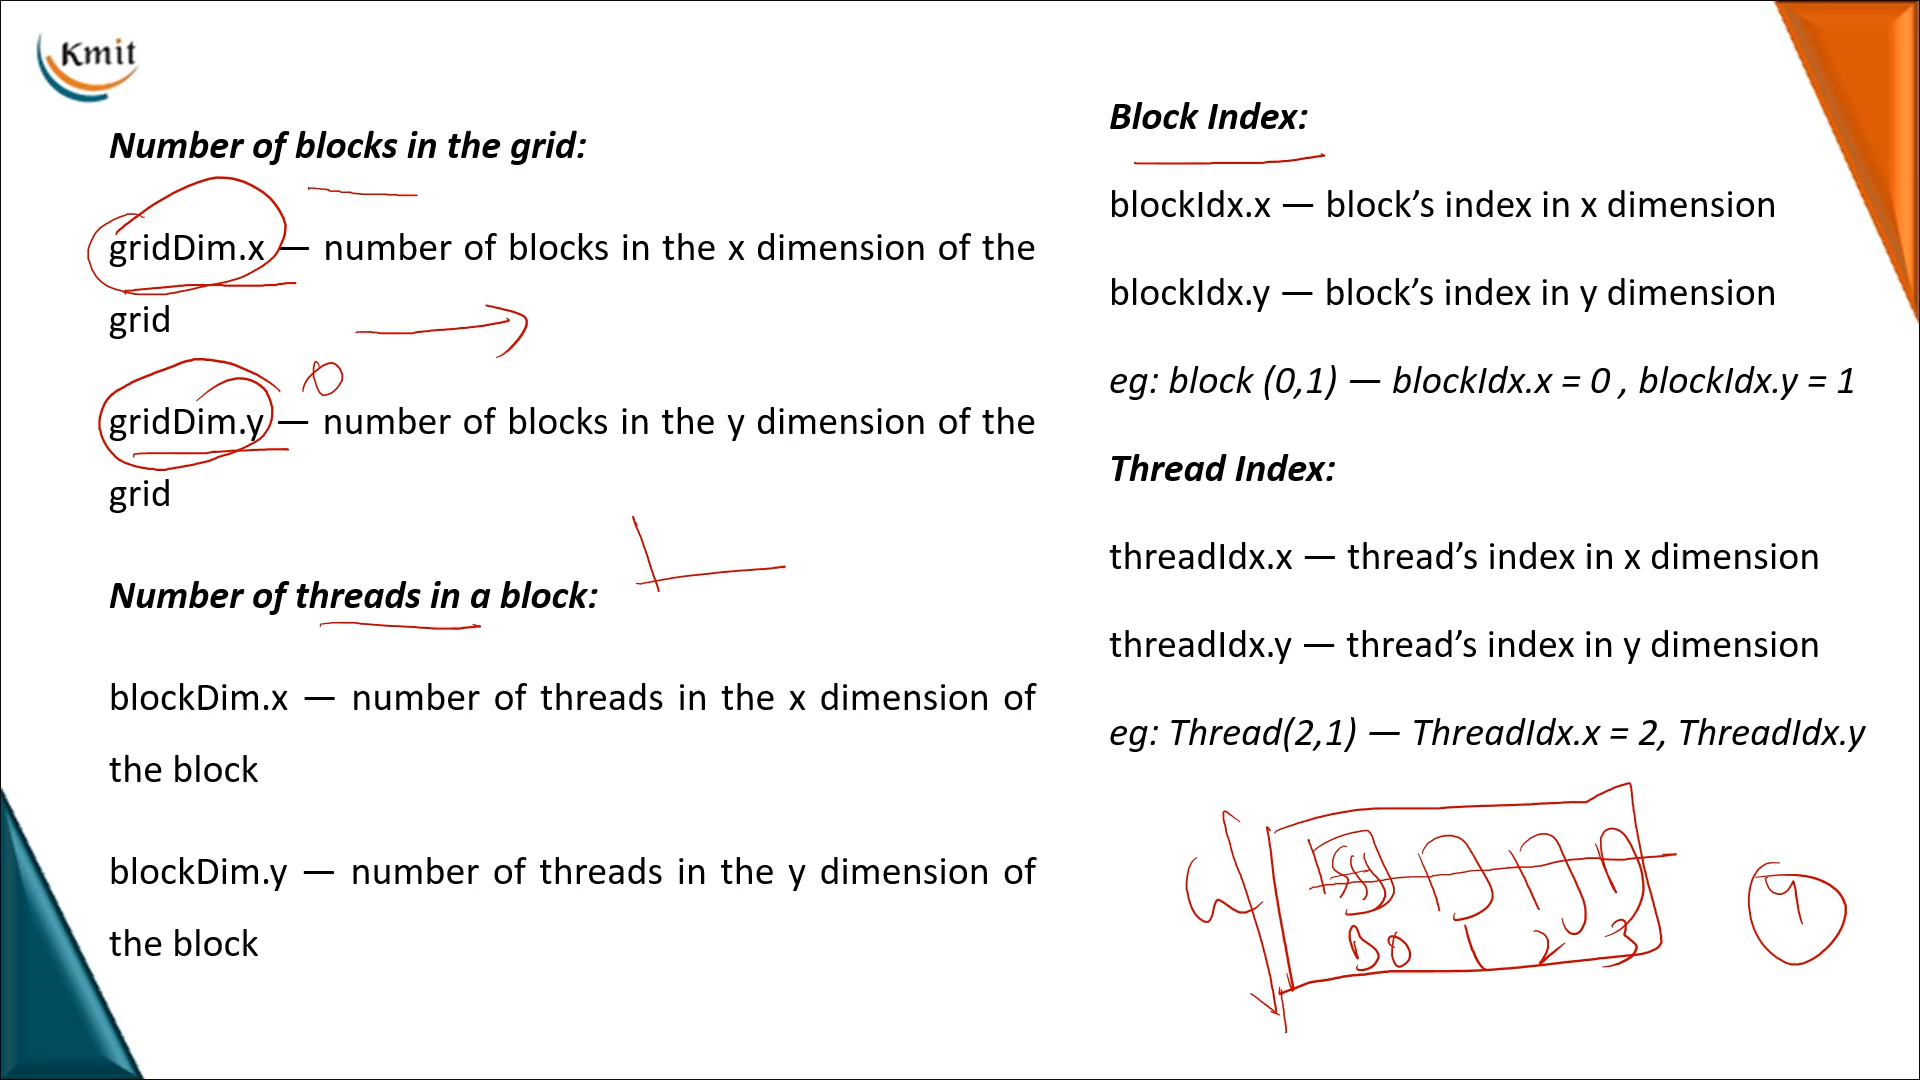 Kmit
Number of blocks in the grid:
gridDim.x — number of blocks in the x dimension of the
grid
gridDim.y — number of blocks in the y dimension of the
grid
Number of threads in a block:
blockDim.x — number of threads in the x dimension of
the block
blockDim.y — number of threads in the y dimension of
the block
Block Index:
blockIdx.x — block’s index in x dimension
blockIdx.y — block’s index in y dimension
eg: block (0,1) — blockIdx.x = 0 , blockIdx.y = 1
Thread Index:
threadIdx.x — thread’s index in x dimension
threadIdx.y — thread’s index in y dimension
eg: Thread(2,1) — ThreadIdx.x = 2, ThreadIdx.y
B0 1 2 3